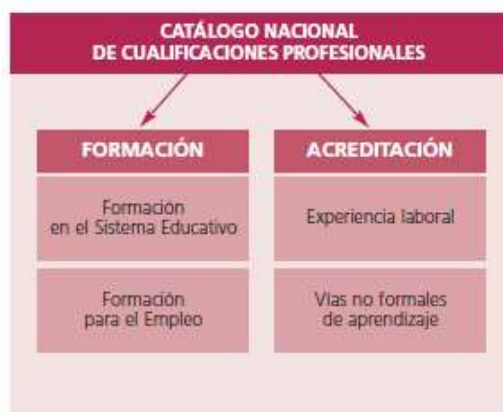 CATÁLOGO NACIONAL
DE CUALIFICACIONES PROFESIONALES
FORMACIÓN
Formación
en el Sistema Educativo
Formación
para el Empleo
ACREDITACIÓN
Experiencia laboral
Vías no formales
de aprendizaje